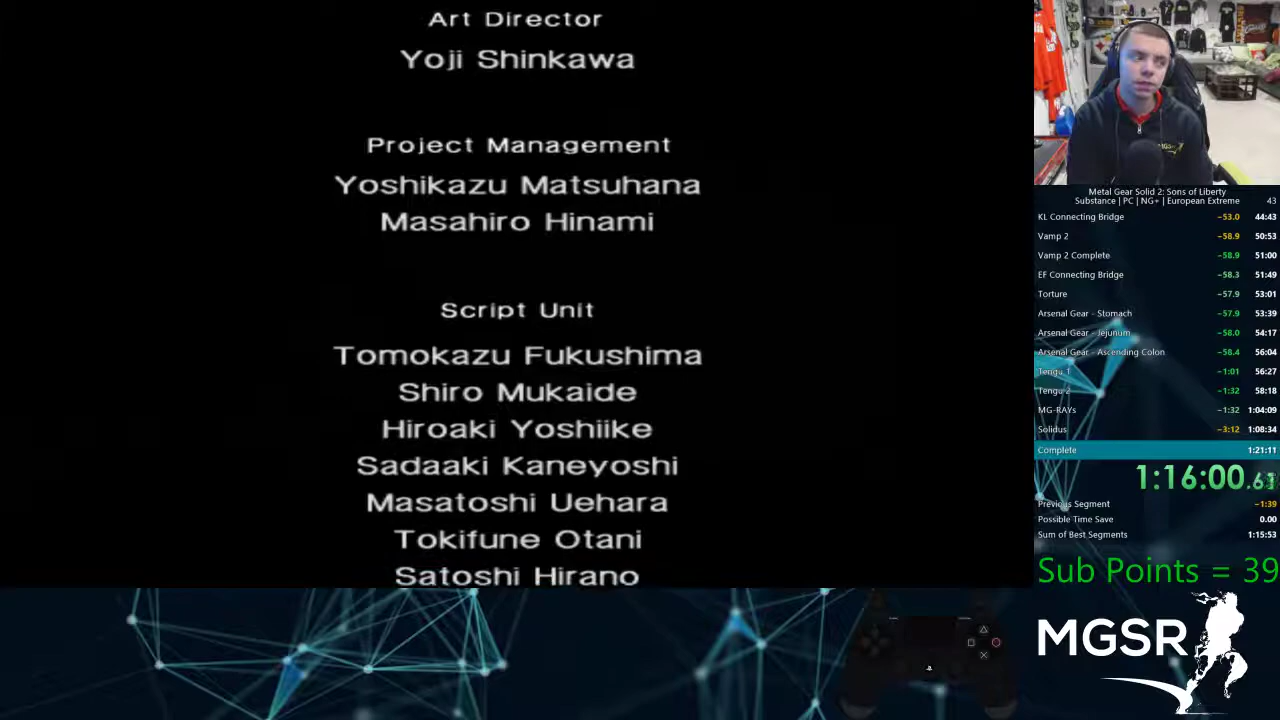 Art Director
Yoji Shinkawa
Project Management
Yoshikazu Matsuhana
Masahiro Hinami
Script Unit
Tomokazu Fukushima
Shiro Mukaide
Hiroaki Yoshiike
Sadaaki Kaneyoshi
Masatoshi Uehara
Tokifune Otani
Satoshi Hirano
Metal Gear Solid 2: Sons of Liberty
Substance | PC | NG+ | European Extreme 43
KL Connecting Bridge −53.0 44:43
Vamp 2 −58.9 50:53
Vamp 2 Complete −58.9 51:00
EF Connecting Bridge −58.3 51:49
Torture −57.9 53:01
Arsenal Gear - Stomach −57.9 53:39
Arsenal Gear - Jejunum −58.0 54:17
Arsenal Gear - Ascending Colon −58.4 56:04
Tengu 1 −1:01 56:27
Tengu 2 −1:32 58:18
MG-RAYs −1:32 1:04:09
Solidus −3:12 1:08:34
Complete 1:21:11
1:16:00
Previous Segment −1:39
Possible Time Save 0.00
Sum of Best Segments 1:15:53
Sub Points = 39
MGSR